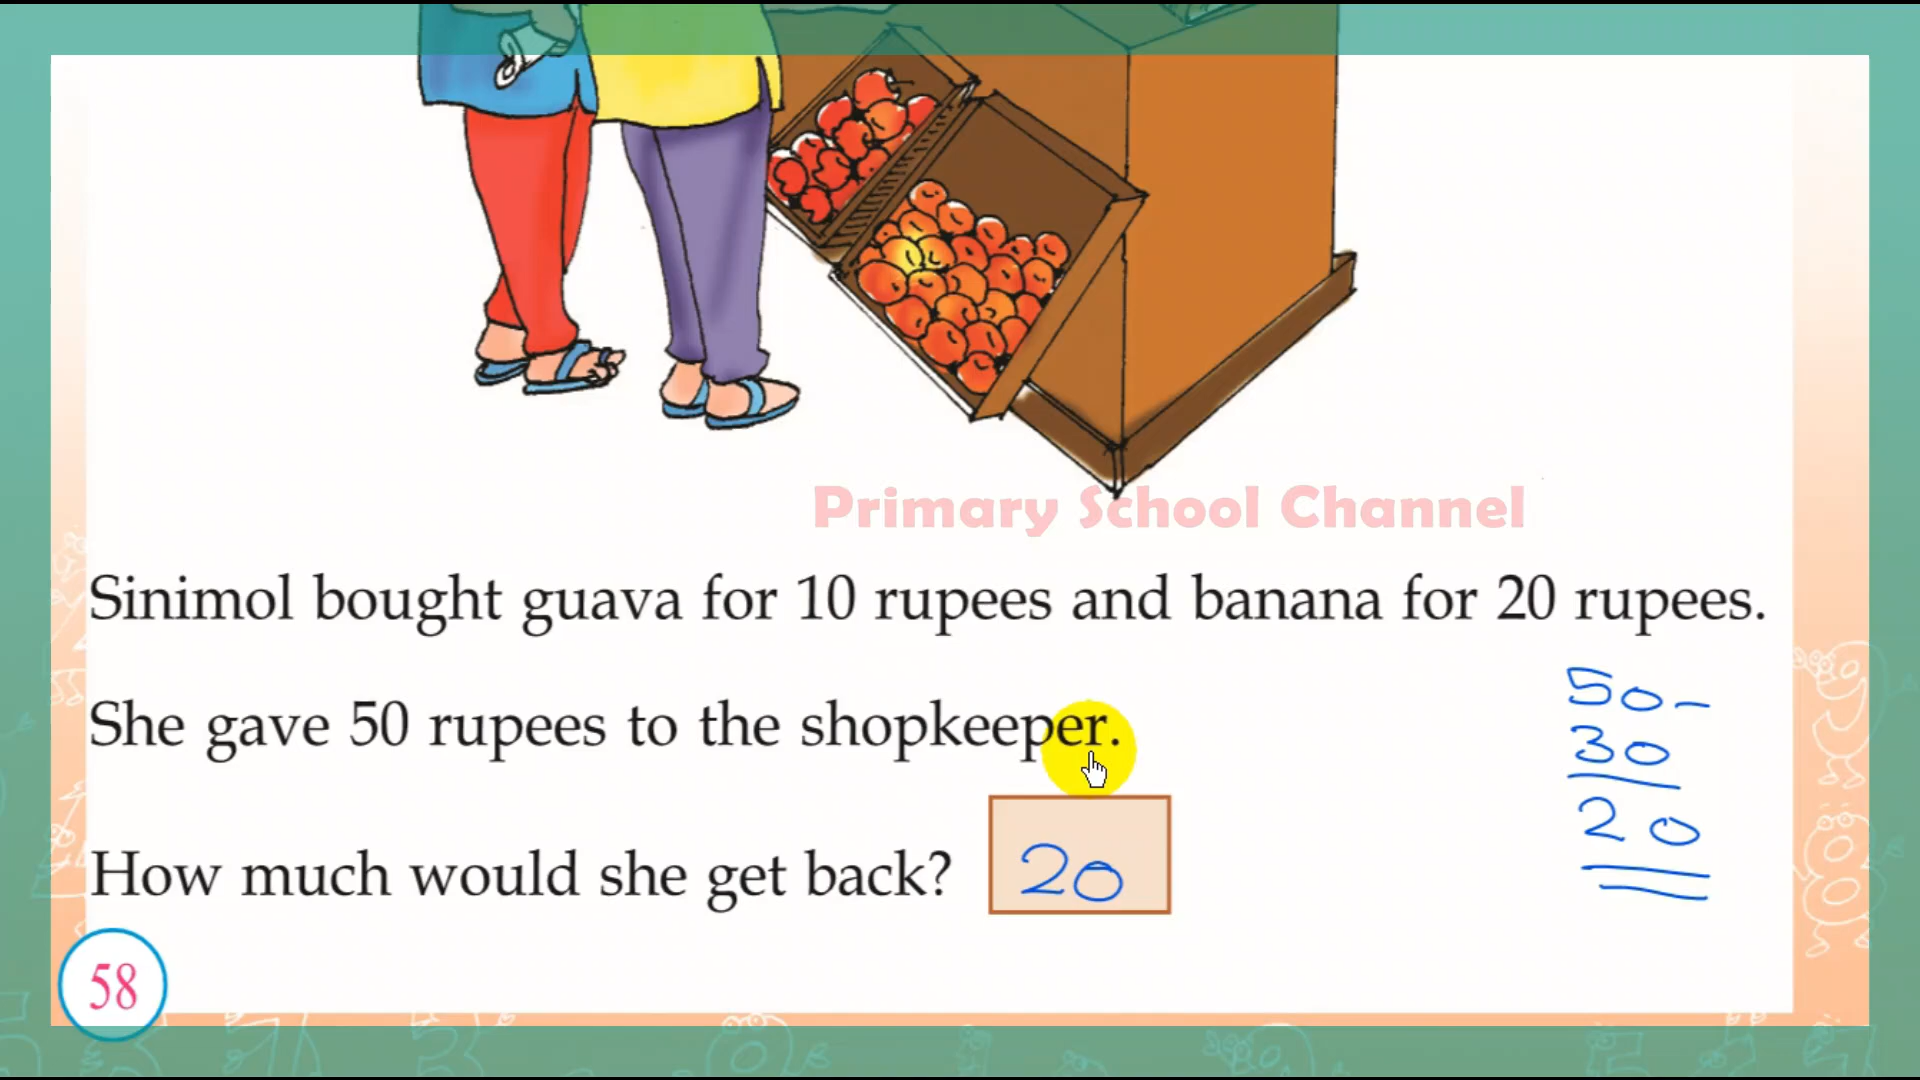 Primary School Channel
Sinimol bought guava for 10 rupees and banana for 20 rupees.
She gave 50 rupees to the shopkeeper.
How much would she get back? 20
50 -
30
20
58